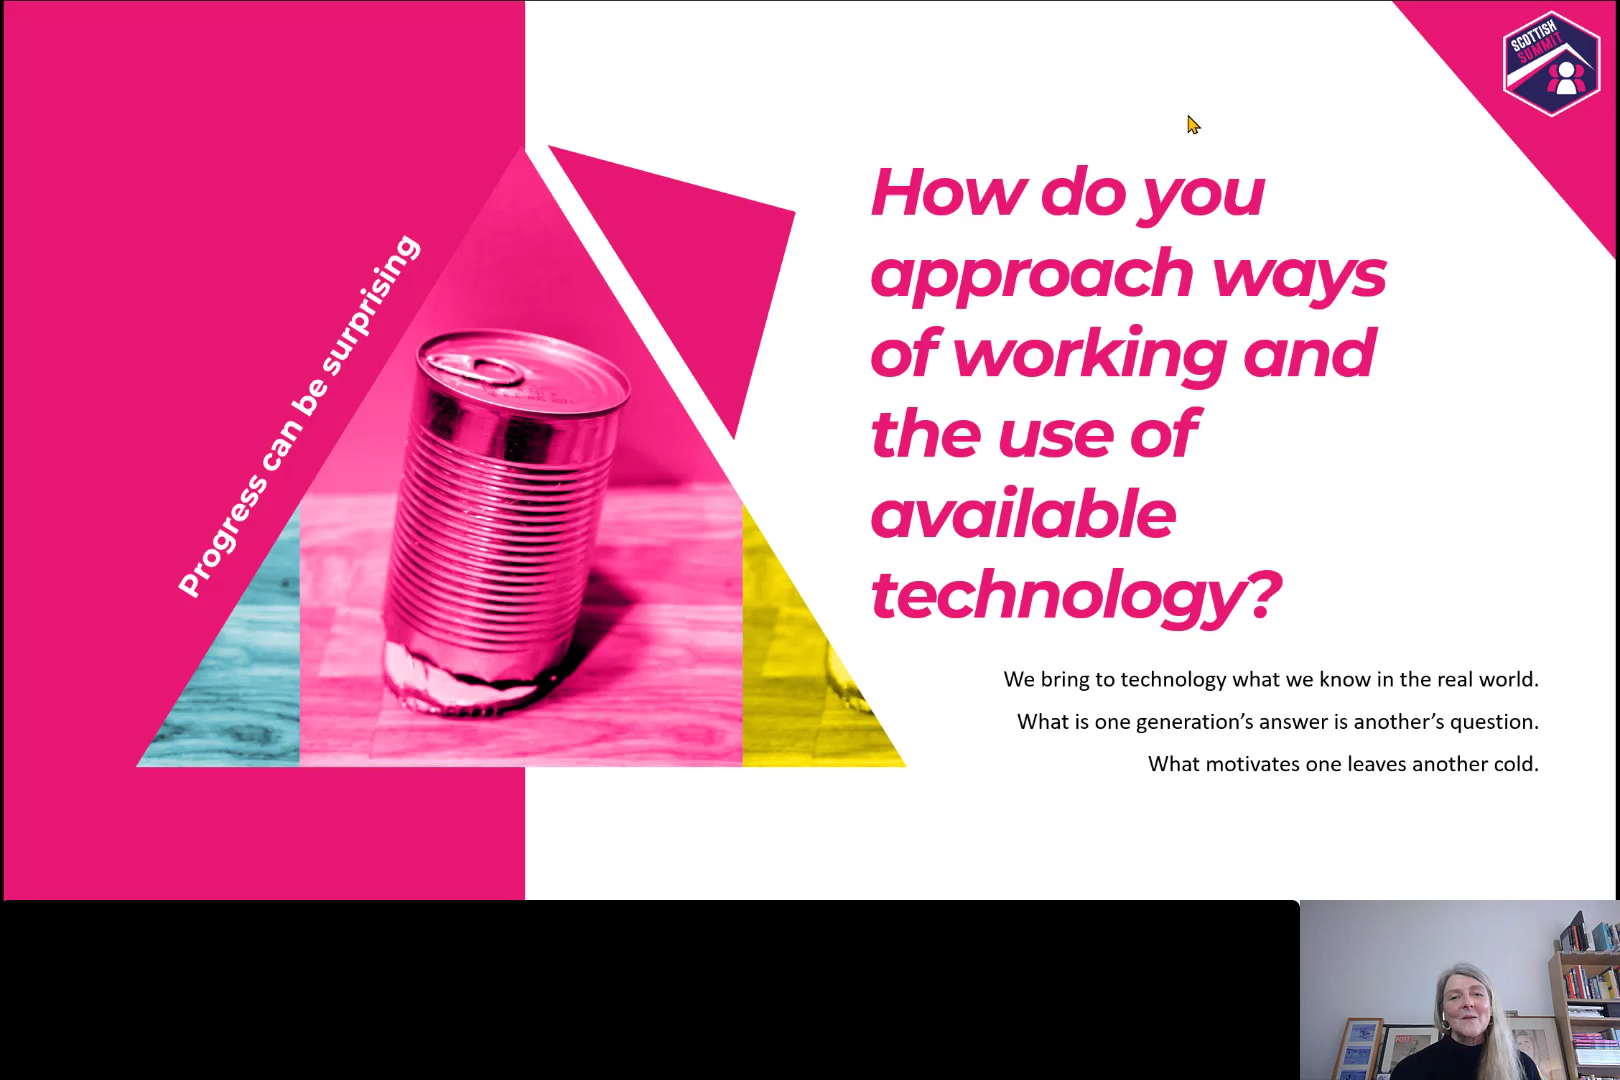 SCOTTISH
SUMMIT
Progress can be surprising
How do you
approach ways
of working and
the use of
available
technology?
We bring to technology what we know in the real world.
What is one generation’s answer is another’s question.
What motivates one leaves another cold.